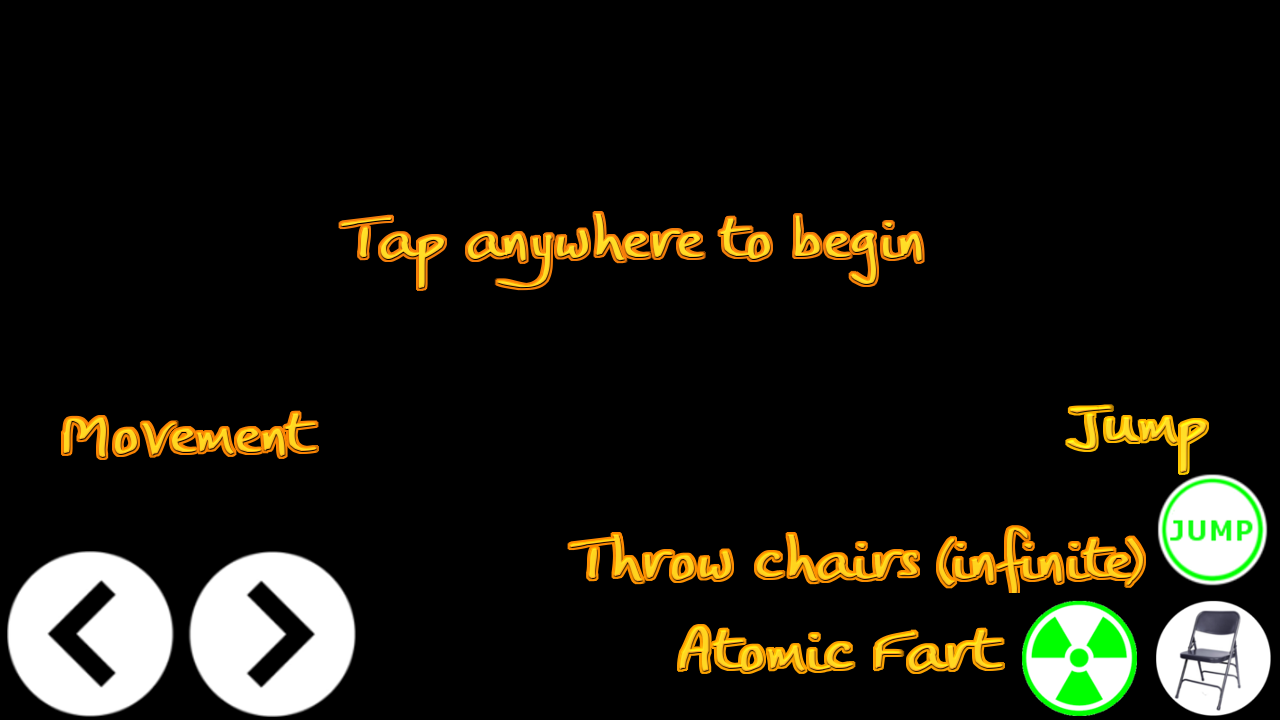 Tap anywhere to begin
Movement
Jump
JUMP
Throw chairs (infinite)
Atomic Fart